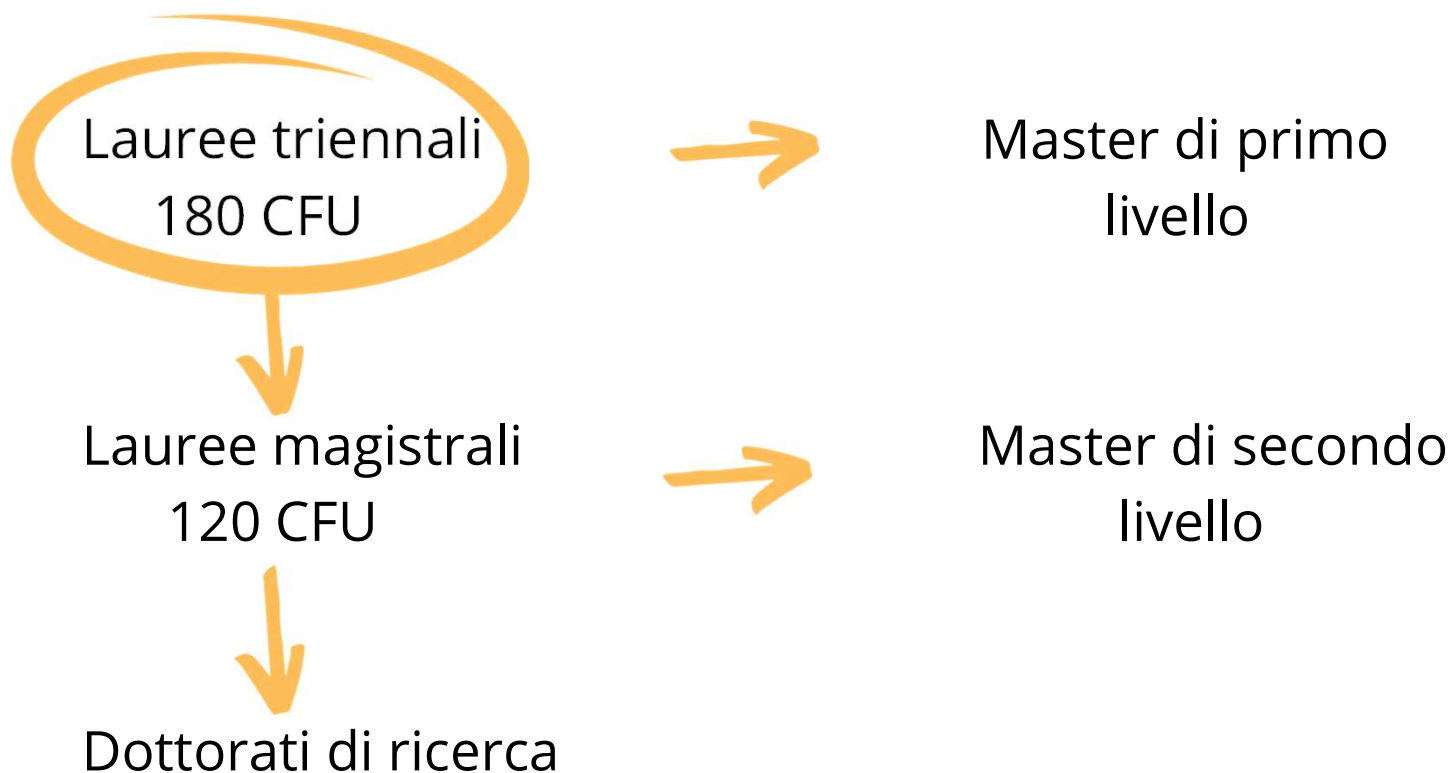 Lauree triennali
180 CFU
Master di primo
livello
Lauree magistrali
120 CFU
Master di secondo
livello
Dottorati di ricerca